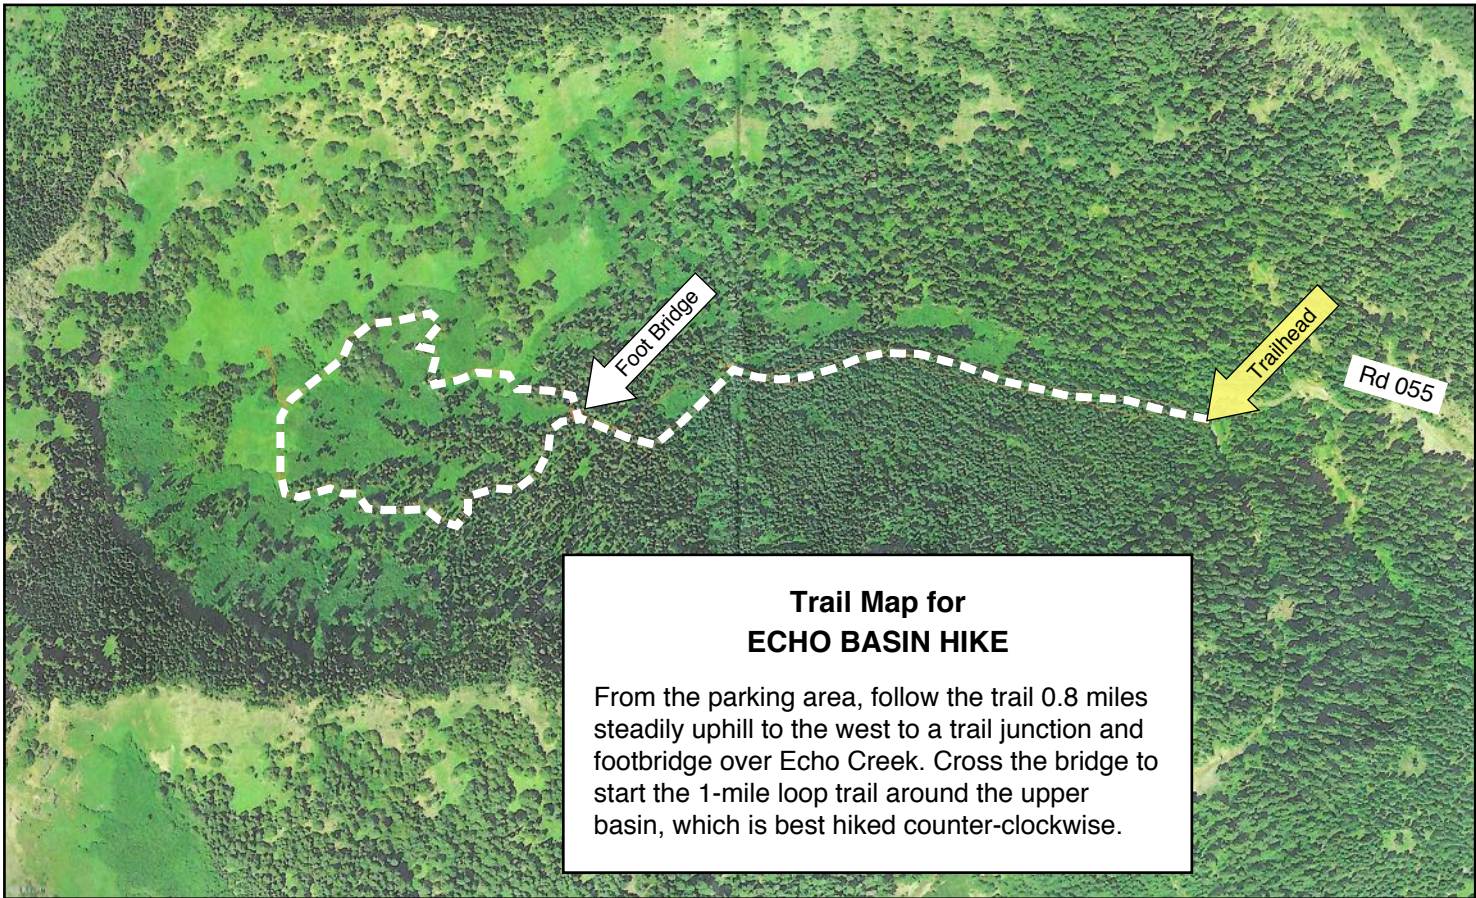 Foot Bridge
Trailhead
Rd 055
Trail Map for
ECHO BASIN HIKE
From the parking area, follow the trail 0.8 miles
steadily uphill to the west to a trail junction and
footbridge over Echo Creek. Cross the bridge to
start the 1-mile loop trail around the upper
basin, which is best hiked counter-clockwise.